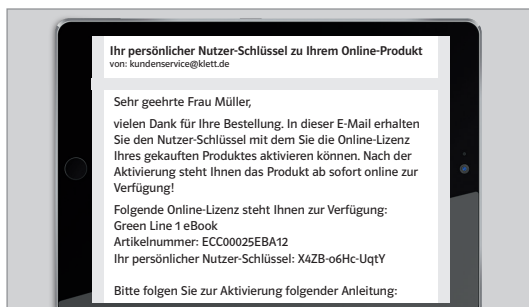 Ihr persönlicher Nutzer-Schlüssel zu Ihrem Online-Produkt
von: kundenservice@klett.de
Sehr geehrte Frau Müller,
vielen Dank für Ihre Bestellung. In dieser E-Mail erhalten
Sie den Nutzer-Schlüssel mit dem Sie die Online-Lizenz
Ihres gekauften Produktes aktivieren können. Nach der
Aktivierung steht Ihnen das Produkt ab sofort online zur
Verfügung!
Folgende Online-Lizenz steht Ihnen zur Verfügung:
Green Line 1 eBook
Artikelnummer: ECC00025EBA12
Ihr persönlicher Nutzer-Schlüssel: X4ZB-o6Hc-UqtY
Bitte folgen Sie zur Aktivierung folgender Anleitung: